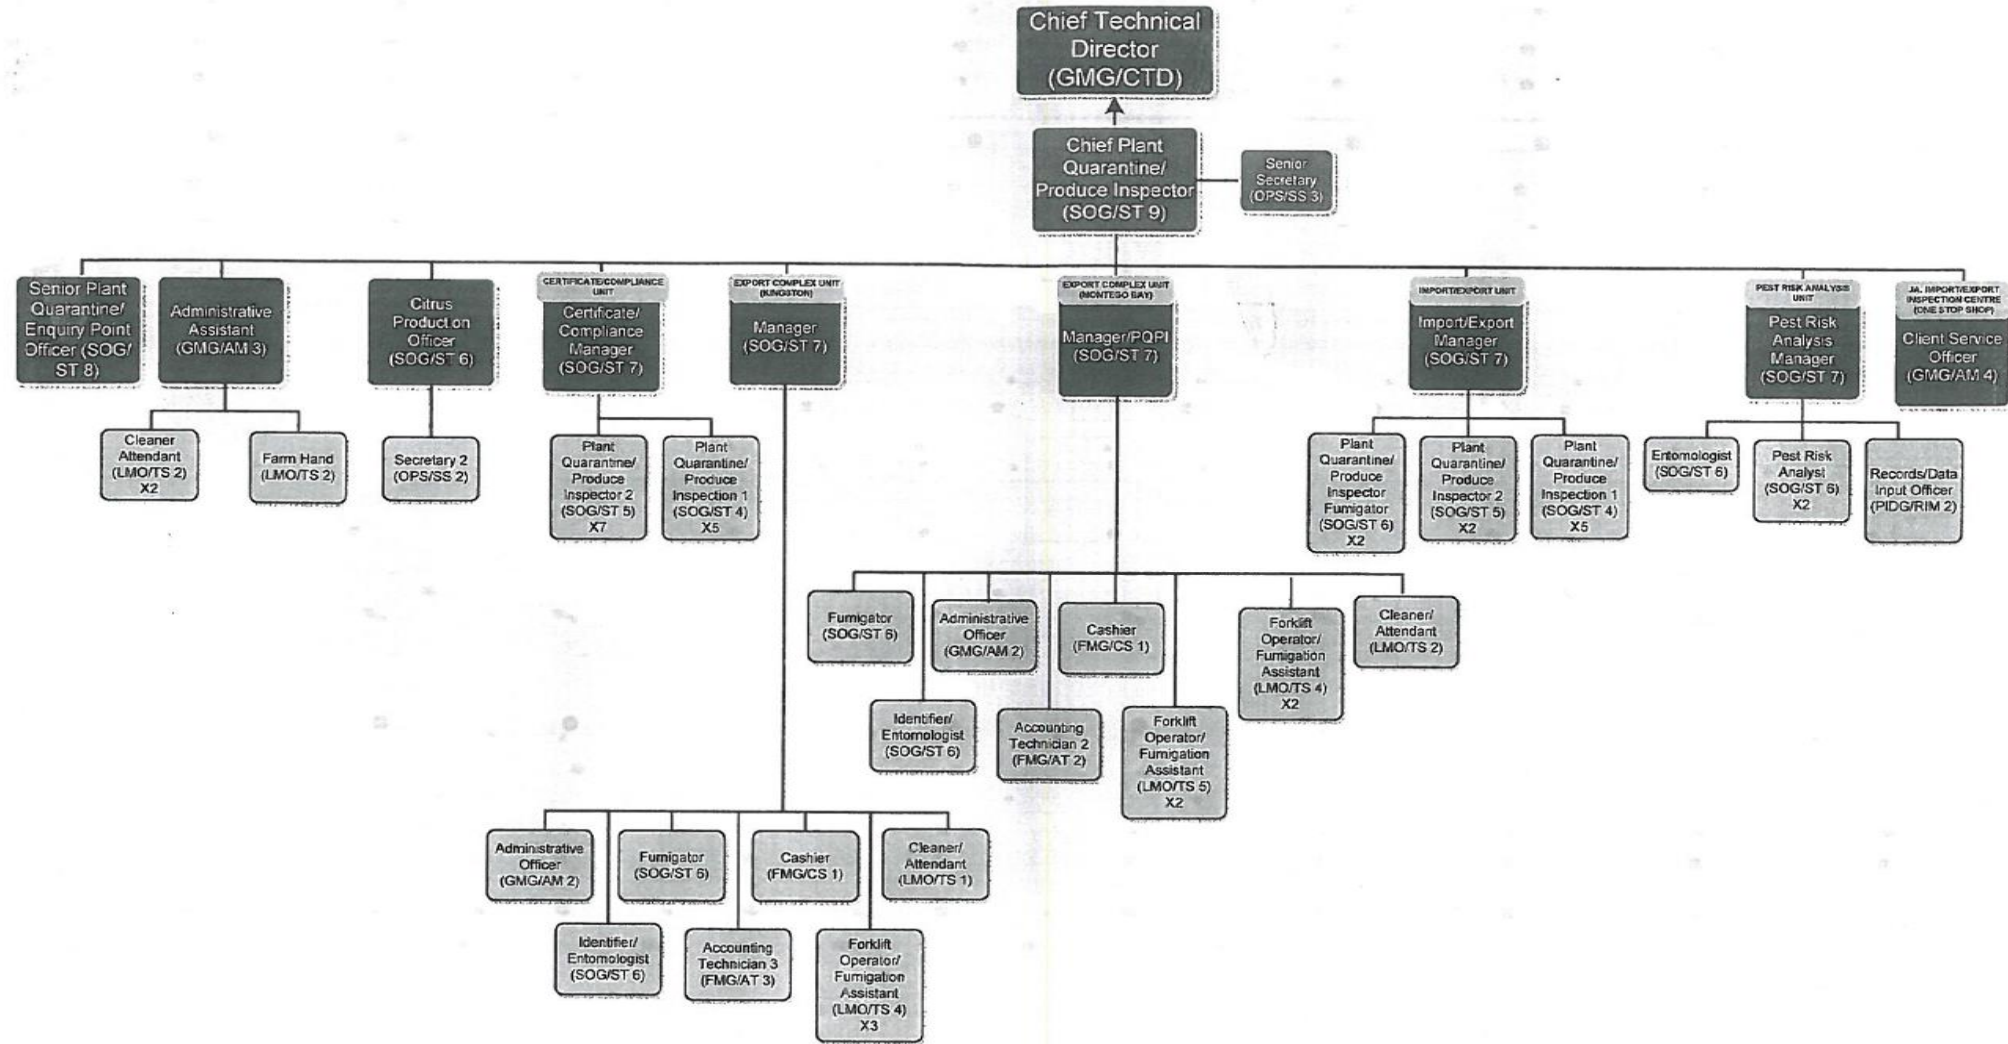 Chief Technical
Director
(GMG/CTD)
Chief Plant
Quarantine/
Produce Inspector
(SOG/ST 9)
Senior
Secretary
(OPS/SS 3)
Senior Plant
Quarantine/
Enquiry Point
Officer (SOG/
ST 8)
Administrative
Assistant
(GMG/AM 3)
Citrus
Production
Officer
(SOG/ST 6)
CERTIFICATE/COMPLIANCE
UNIT
Certificate/
Compliance
Manager
(SOG/ST 7)
EXPORT COMPLEX UNIT
(KINGSTON)
Manager
(SOG/ST 7)
EXPORT COMPLEX UNIT
(MONTEGO BAY)
Manager/PQPI
(SOG/ST 7)
IMPORT/EXPORT UNIT
Import/Export
Manager
(SOG/ST 7)
PEST RISK ANALYSIS
UNIT
Pest Risk
Analysis
Manager
(SOG/ST 7)
JA. IMPORT/EXPORT
INSPECTION CENTRE
(ONE STOP SHOP)
Client Service
Officer
(GMG/AM 4)
Cleaner
Attendant
(LMO/TS 2)
X2
Farm Hand
(LMO/TS 2)
Secretary 2
(OPS/SS 2)
Plant
Quarantine/
Produce
Inspector 2
(SOG/ST 5)
X7
Plant
Quarantine/
Produce
Inspection 1
(SOG/ST 4)
X5
Plant
Quarantine/
Produce
Inspector
Fumigator
(SOG/ST 6)
X2
Plant
Quarantine/
Produce
Inspector 2
(SOG/ST 5)
X2
Plant
Quarantine/
Produce
Inspection 1
(SOG/ST 4)
X5
Entomologist
(SOG/ST 6)
Pest Risk
Analyst
(SOG/ST 6)
X2
Records/Data
Input Officer
(PIDG/RIM 2)
Fumigator
(SOG/ST 6)
Administrative
Officer
(GMG/AM 2)
Cashier
(FMG/CS 1)
Forklift
Operator/
Fumigation
Assistant
(LMO/TS 4)
X2
Cleaner/
Attendant
(LMO/TS 2)
Identifier/
Entomologist
(SOG/ST 6)
Accounting
Technician 2
(FMG/AT 2)
Forklift
Operator/
Fumigation
Assistant
(LMO/TS 5)
X2
Administrative
Officer
(GMG/AM 2)
Fumigator
(SOG/ST 6)
Cashier
(FMG/CS 1)
Cleaner/
Attendant
(LMO/TS 1)
Identifier/
Entomologist
(SOG/ST 6)
Accounting
Technician 3
(FMG/AT 3)
Forklift
Operator/
Fumigation
Assistant
(LMO/TS 4)
X3